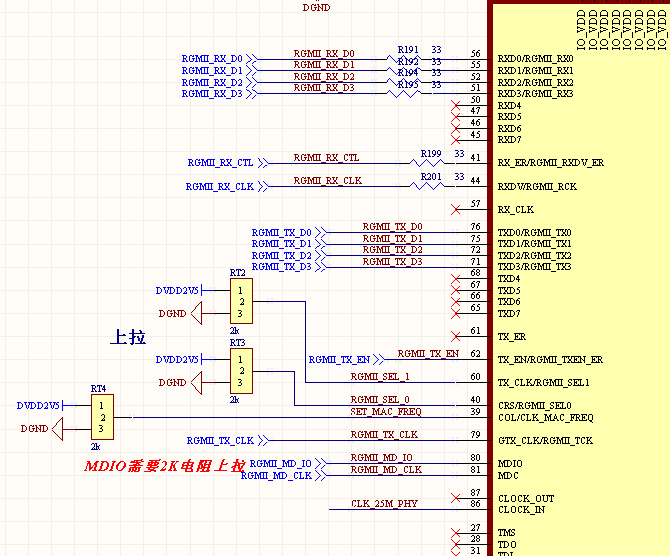 DGND
IO_VDD IO_VDD IO_VDD IO_VDD IO_VDD
RGMII_RX_D0 RGMII_RX_D0 R191 33 56 RXD0/RGMII_RX0
RGMII_RX_D1 RGMII_RX_D1 R192 33 55 RXD1/RGMII_RX1
RGMII_RX_D2 RGMII_RX_D2 R194 33 52 RXD2/RGMII_RX2
RGMII_RX_D3 RGMII_RX_D3 R195 33 51 RXD3/RGMII_RX3
50 RXD4
47 RXD5
46 RXD6
45 RXD7
RGMII_RX_CTL RGMII_RX_CTL R199 33 41 RX_ER/RGMII_RXDV_ER
RGMII_RX_CLK RGMII_RX_CLK R201 33 44 RXDV/RGMII_RCK
57 RX_CLK
RGMII_TX_D0 RGMII_TX_D0 76 TXD0/RGMII_TX0
RGMII_TX_D1 RGMII_TX_D1 75 TXD1/RGMII_TX1
RGMII_TX_D2 RGMII_TX_D2 72 TXD2/RGMII_TX2
RGMII_TX_D3 RGMII_TX_D3 71 TXD3/RGMII_TX3
RT2 68 TXD4
DVDD2V5 1 67 TXD5
2 66 TXD6
DGND 3 65 TXD7
2k
上拉 61 TX_ER
RT3
DVDD2V5 1 RGMII_TX_EN RGMII_TX_EN 62 TX_EN/RGMII_TXEN_ER
2
DGND 3 RGMII_SEL_1 60 TX_CLK/RGMII_SEL1
2k
RT4
DVDD2V5 1 RGMII_SEL_0 40 CRS/RGMII_SEL0
2 SET_MAC_FREQ 39 COL/CLK_MAC_FREQ
DGND 3
2k
RGMII_TX_CLK RGMII_TX_CLK 79 GTX_CLK/RGMII_TCK
MDIO需要2K电阻上拉
RGMII_MD_IO RGMII_MD_IO 80 MDIO
RGMII_MD_CLK RGMII_MD_CLK 81 MDC
87 CLOCK_OUT
CLK_25M_PHY 86 CLOCK_IN
27 TMS
28 TDO
31 TDI